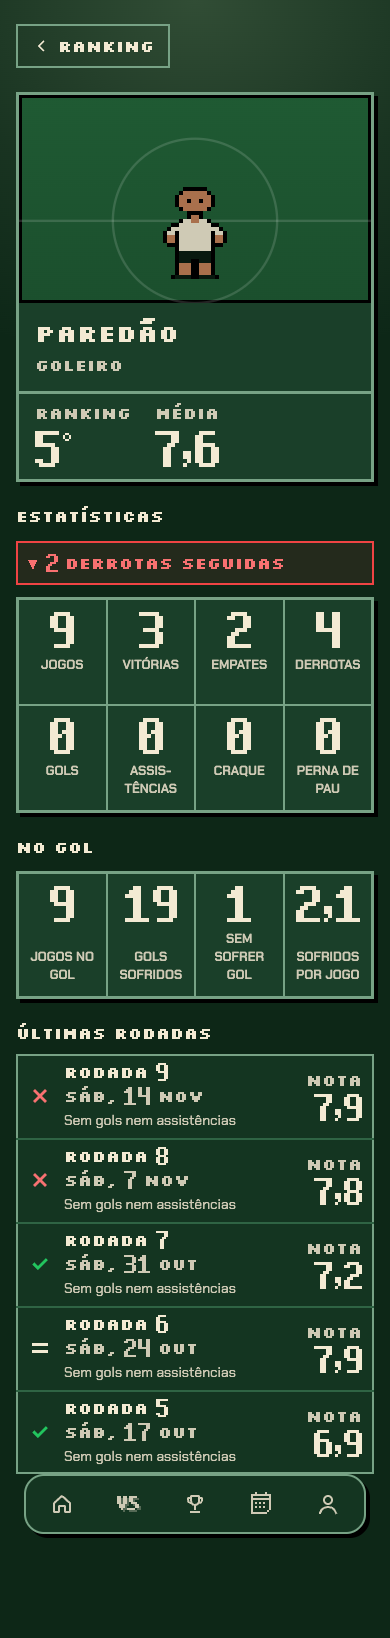 RANKING
PAREDÃO
GOLEIRO
RANKING MÉDIA
5° 7,6
ESTATÍSTICAS
▼ 2 DERROTAS SEGUIDAS
9 3 2 4
JOGOS VITÓRIAS EMPATES DERROTAS
0 0 0 0
GOLS ASSIS- CRAQUE PERNA DE
TÊNCIAS PAU
NO GOL
9 19 1 2,1
SEM
JOGOS NO GOLS SOFRER SOFRIDOS
GOL SOFRIDOS GOL POR JOGO
ÚLTIMAS RODADAS
RODADA 9
SÁB, 14 NOV
Sem gols nem assistências
NOTA
7,9
RODADA 8
SÁB, 7 NOV
Sem gols nem assistências
NOTA
7,8
RODADA 7
SÁB, 31 OUT
Sem gols nem assistências
NOTA
7,2
RODADA 6
SÁB, 24 OUT
Sem gols nem assistências
NOTA
7,9
RODADA 5
SÁB, 17 OUT
Sem gols nem assistências
NOTA
6,9
VS